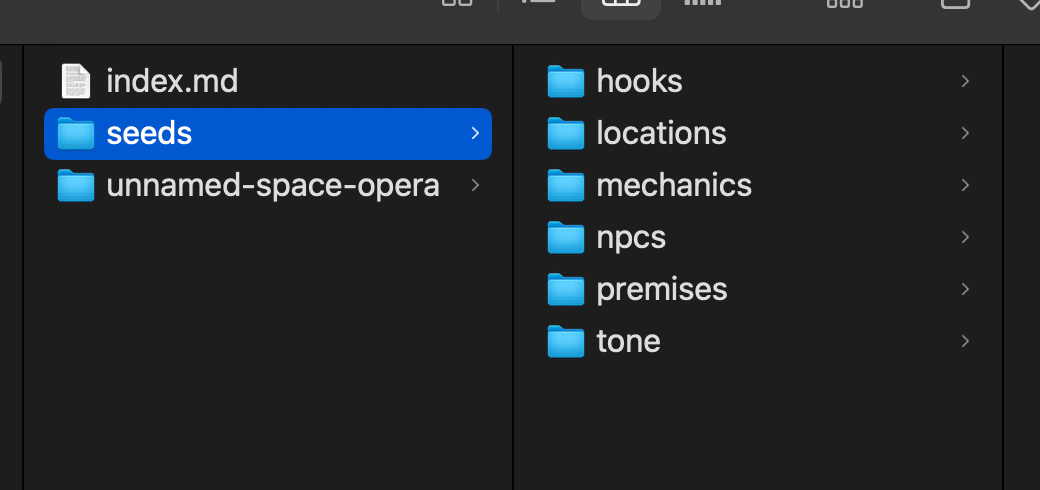 index.md
seeds
unnamed-space-opera
hooks
locations
mechanics
npcs
premises
tone